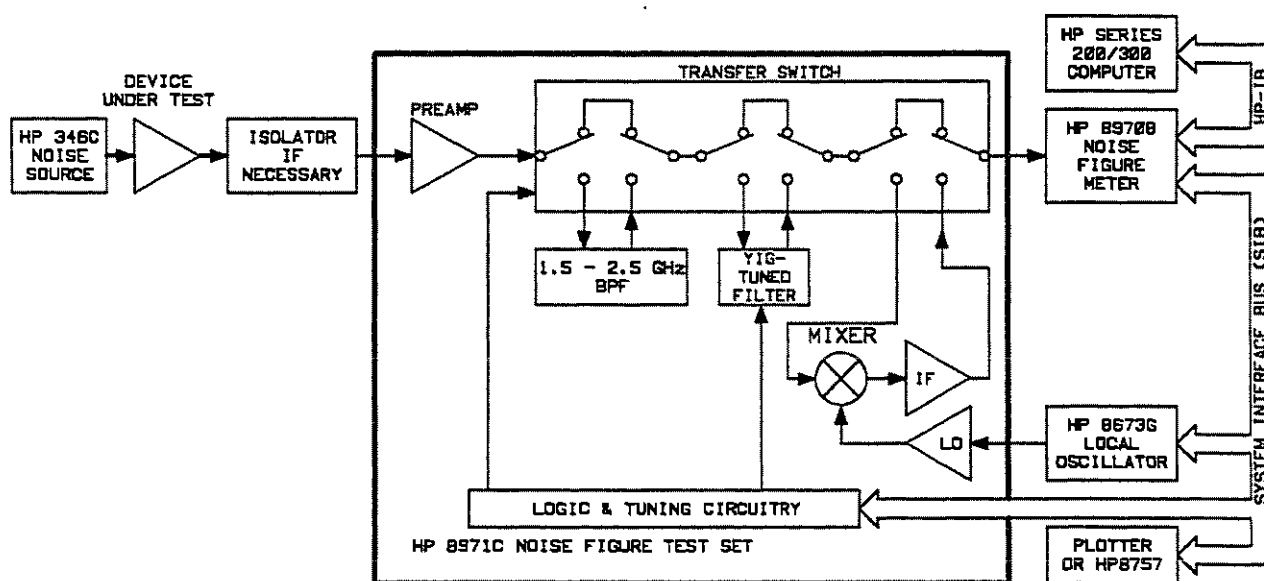 HP 346C
NOISE
SOURCE
DEVICE
UNDER TEST
ISOLATOR
IF
NECESSARY
PREAMP
TRANSFER SWITCH
1.5 - 2.5 GHz
BPF
YIG-
TUNED
FILTER
MIXER
IF
LO
LOGIC & TUNING CIRCUITRY
HP 8971C NOISE FIGURE TEST SET
HP SERIES
200/300
COMPUTER
HP 8970B
NOISE
FIGURE
METER
HP 8673G
LOCAL
OSCILLATOR
PLOTTER
OR HP8757
HP-IB
SYSTEM INTERFACE BUS (SIB)